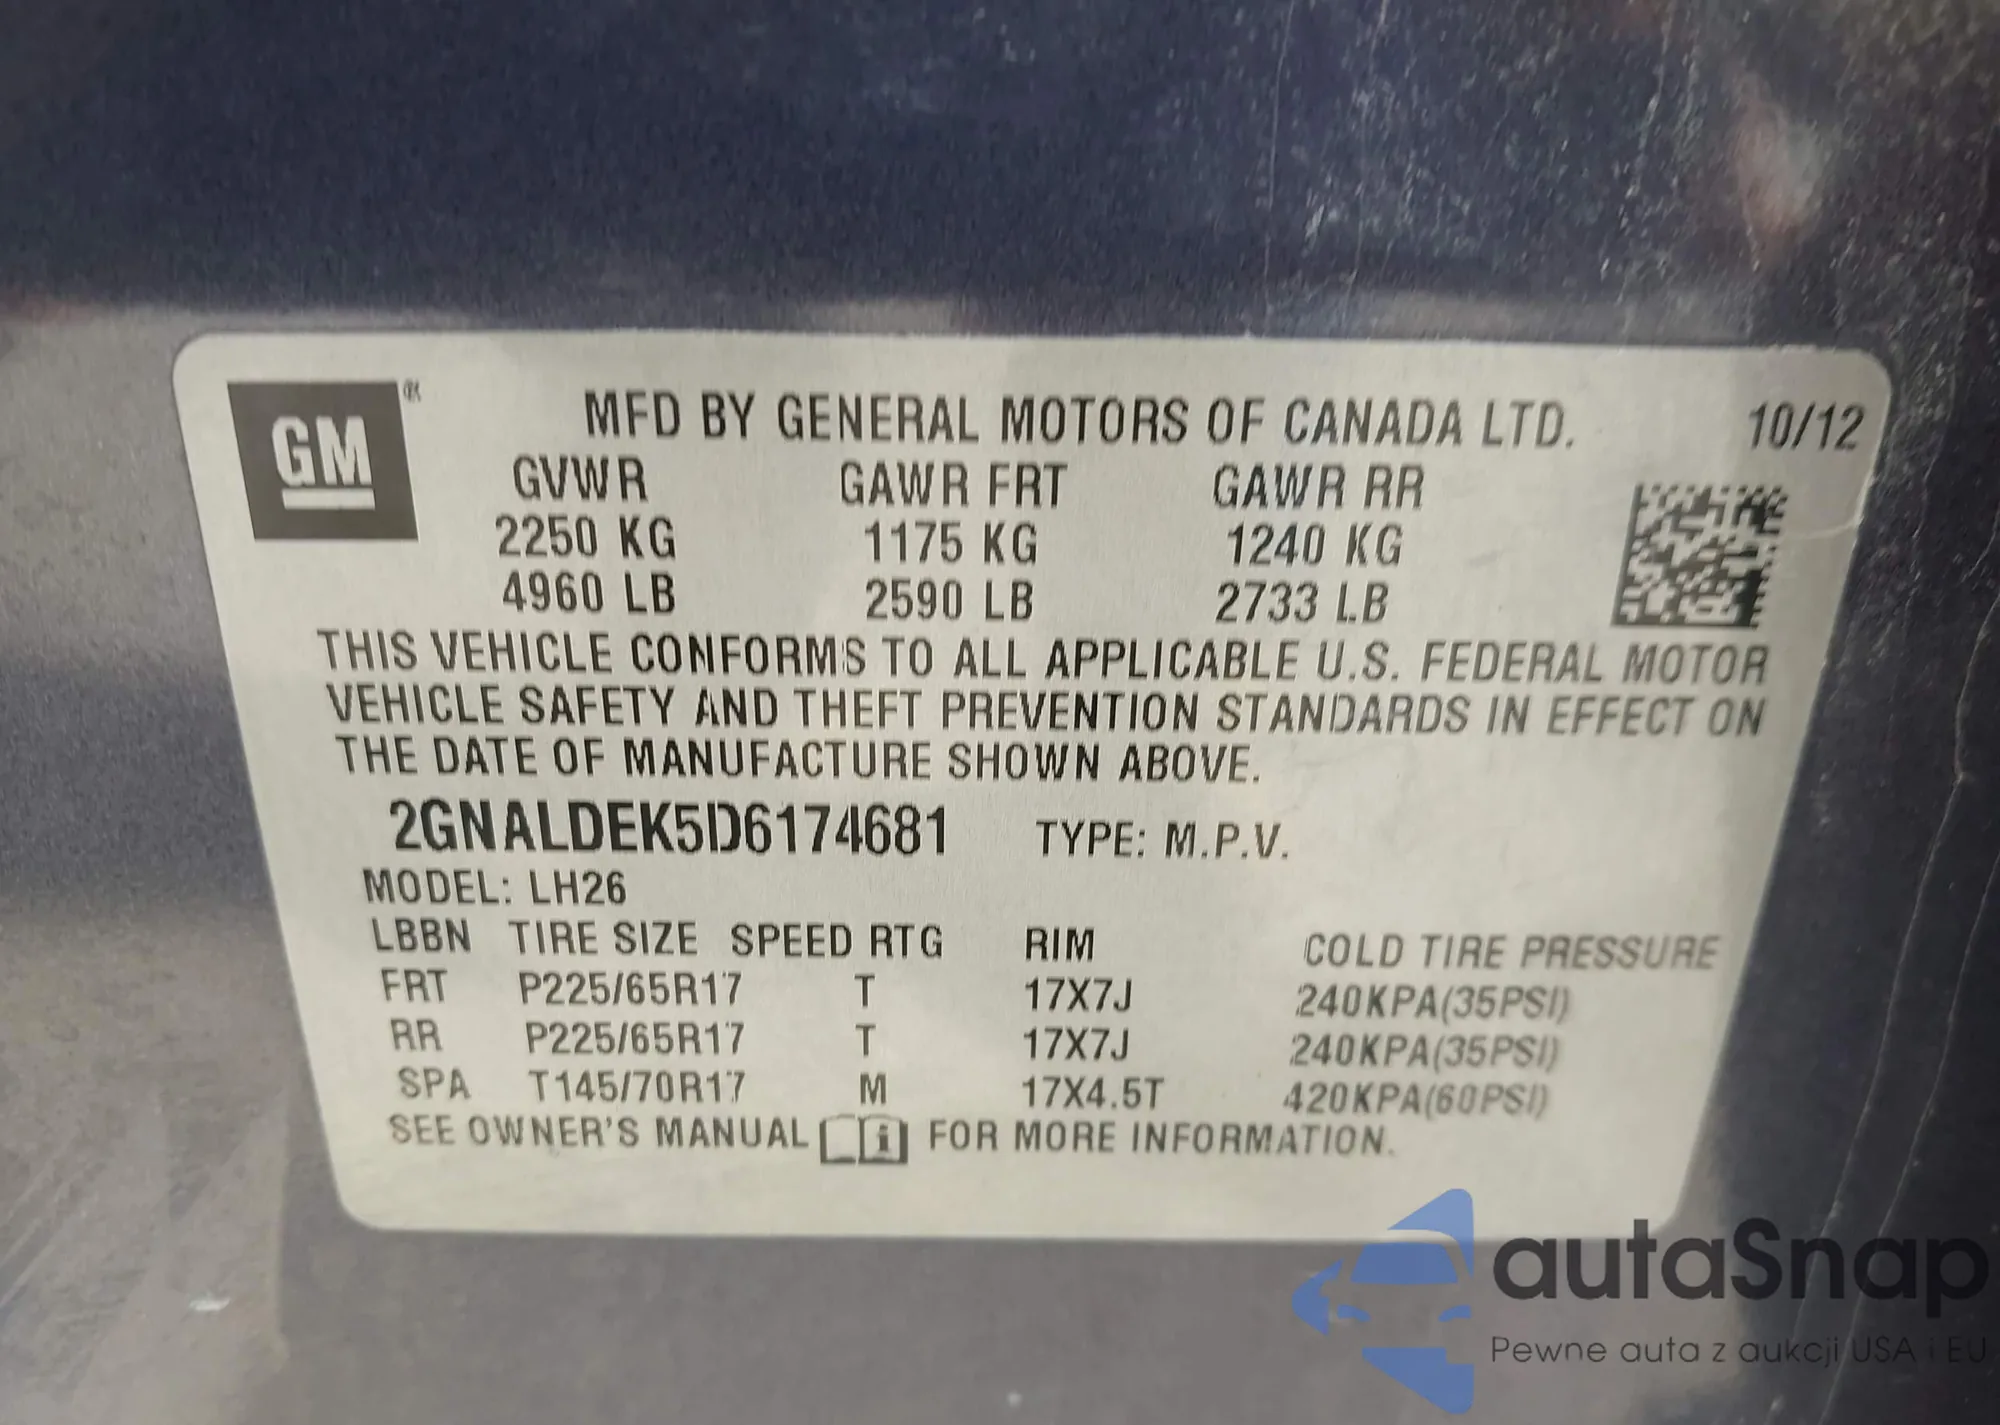 GM ®
MFD BY GENERAL MOTORS OF CANADA LTD. 10/12
GVWR GAWR FRT GAWR RR
2250 KG 1175 KG 1240 KG
4960 LB 2590 LB 2733 LB
THIS VEHICLE CONFORMS TO ALL APPLICABLE U.S. FEDERAL MOTOR
VEHICLE SAFETY AND THEFT PREVENTION STANDARDS IN EFFECT ON
THE DATE OF MANUFACTURE SHOWN ABOVE.
2GNALDEK5D6174681 TYPE: M.P.V.
MODEL: LH26
LBBN TIRE SIZE SPEED RTG RIM COLD TIRE PRESSURE
FRT P225/65R17 T 17X7J 240KPA(35PSI)
RR P225/65R17 T 17X7J 240KPA(35PSI)
SPA T145/70R17 M 17X4.5T 420KPA(60PSI)
SEE OWNER'S MANUAL i FOR MORE INFORMATION.
autaSnap
Pewne auta z aukcji USA i EU